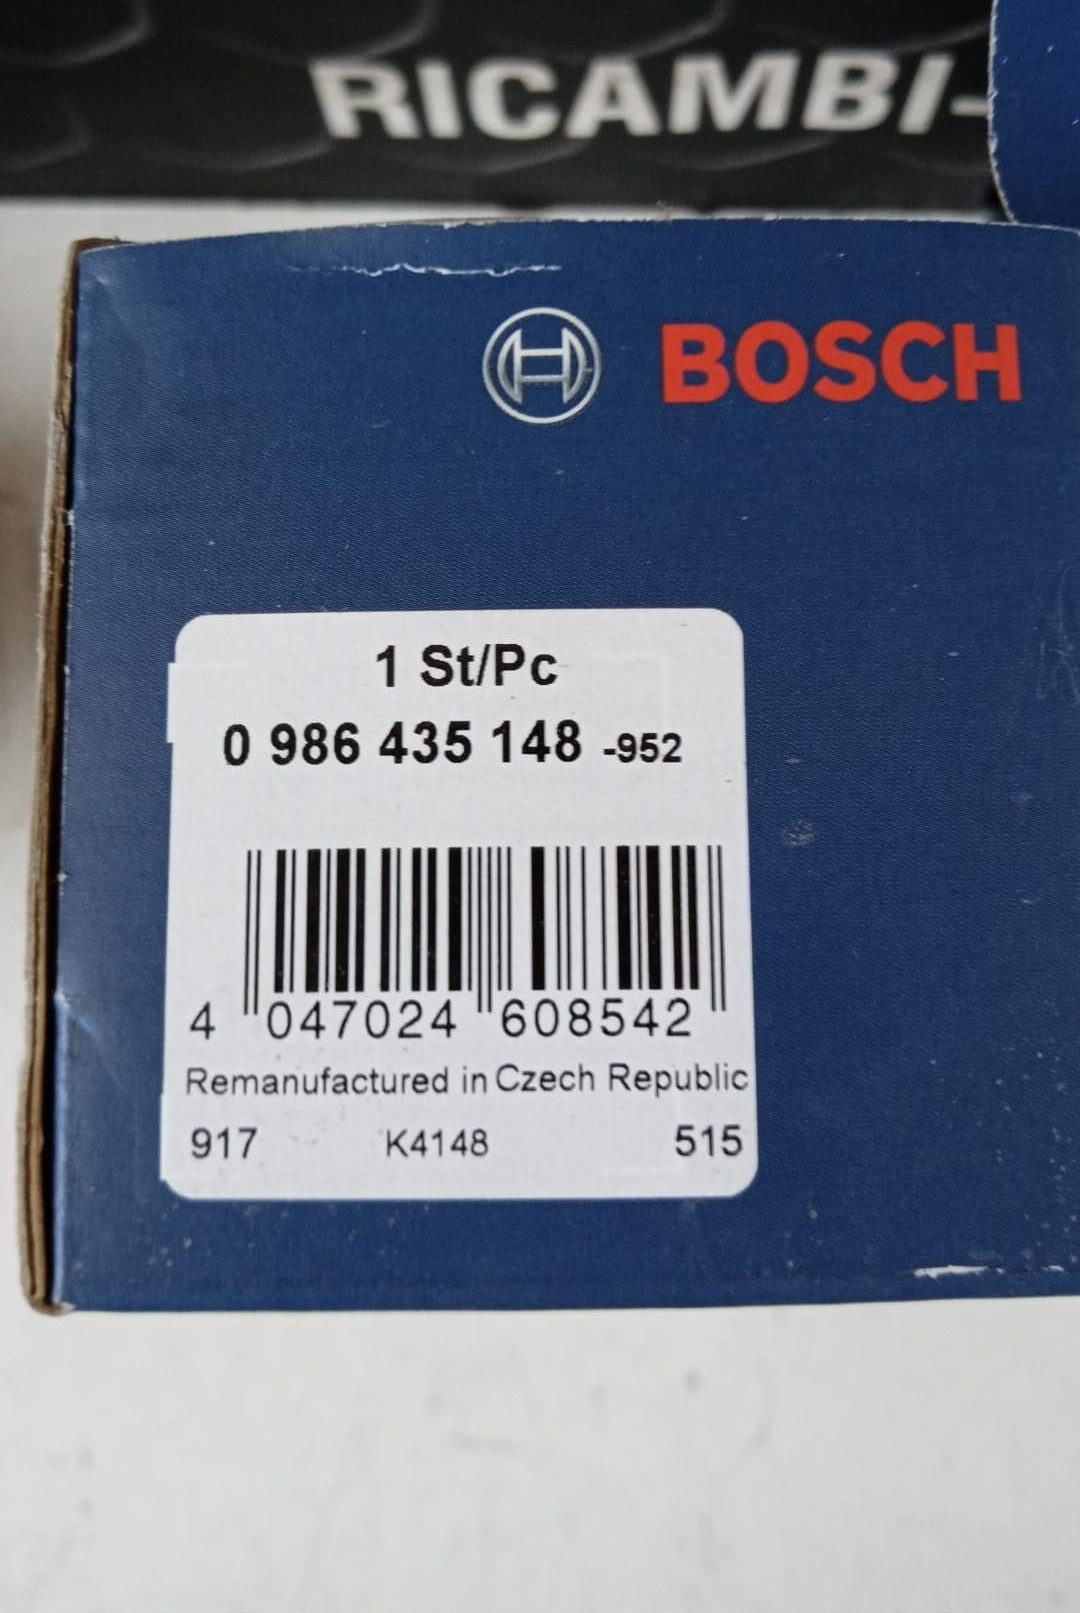 RICAMBI-
BOSCH
1 St/Pc
0 986 435 148 -952
4 047024 608542
Remanufactured in Czech Republic
917 K4148 515